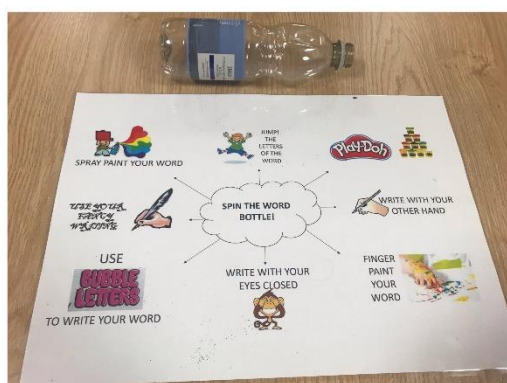 JUMP!
THE
LETTERS
OF THE
WORD
Play-Doh
SPRAY PAINT YOUR WORD
USE YOUR
FANCY
WRITING
SPIN THE WORD
BOTTLE!
WRITE WITH YOUR
OTHER HAND
USE
BUBBLE
LETTERS
TO WRITE YOUR WORD
WRITE WITH YOUR
EYES CLOSED
FINGER
PAINT
YOUR
WORD